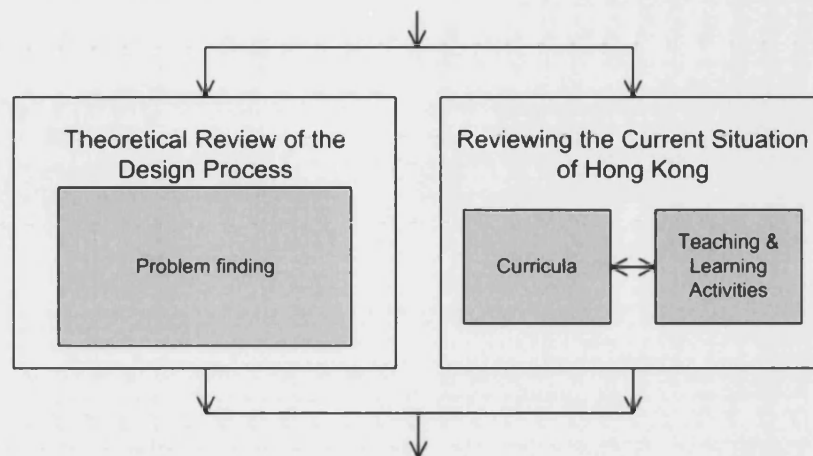 Theoretical Review of the
Design Process
Problem finding
Reviewing the Current Situation
of Hong Kong
Curricula
Teaching &
Learning
Activities